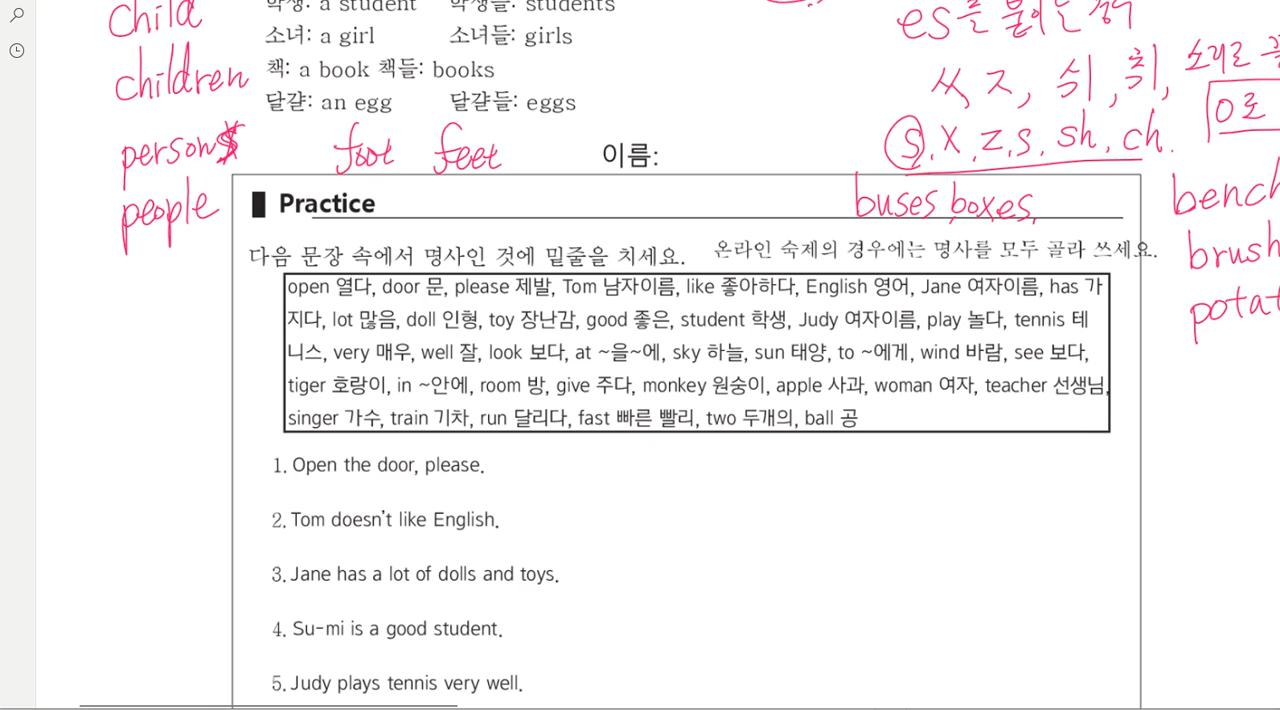 child
children
person
people
학생: a student 학생들: students
소녀: a girl 소녀들: girls
책: a book 책들: books
달걀: an egg 달걀들: eggs
foot feet
이름:
es를 붙이는 경우
ㅆ, ㅈ, 쉬, 취, 소리로
S, X, Z, S, sh, ch.
O로
buses, boxes,
bench
brush
potat
Practice
다음 문장 속에서 명사인 것에 밑줄을 치세요. 온라인 숙제의 경우에는 명사를 모두 골라 쓰세요.
open 열다, door 문, please 제발, Tom 남자이름, like 좋아하다, English 영어, Jane 여자이름, has 가
지다, lot 많음, doll 인형, toy 장난감, good 좋은, student 학생, Judy 여자이름, play 놀다, tennis 테
니스, very 매우, well 잘, look 보다, at ~을~에, sky 하늘, sun 태양, to ~에게, wind 바람, see 보다,
tiger 호랑이, in ~안에, room 방, give 주다, monkey 원숭이, apple 사과, woman 여자, teacher 선생님,
singer 가수, train 기차, run 달리다, fast 빠른 빨리, two 두개의, ball 공
1. Open the door, please.
2. Tom doesn't like English.
3. Jane has a lot of dolls and toys.
4. Su-mi is a good student.
5. Judy plays tennis very well.